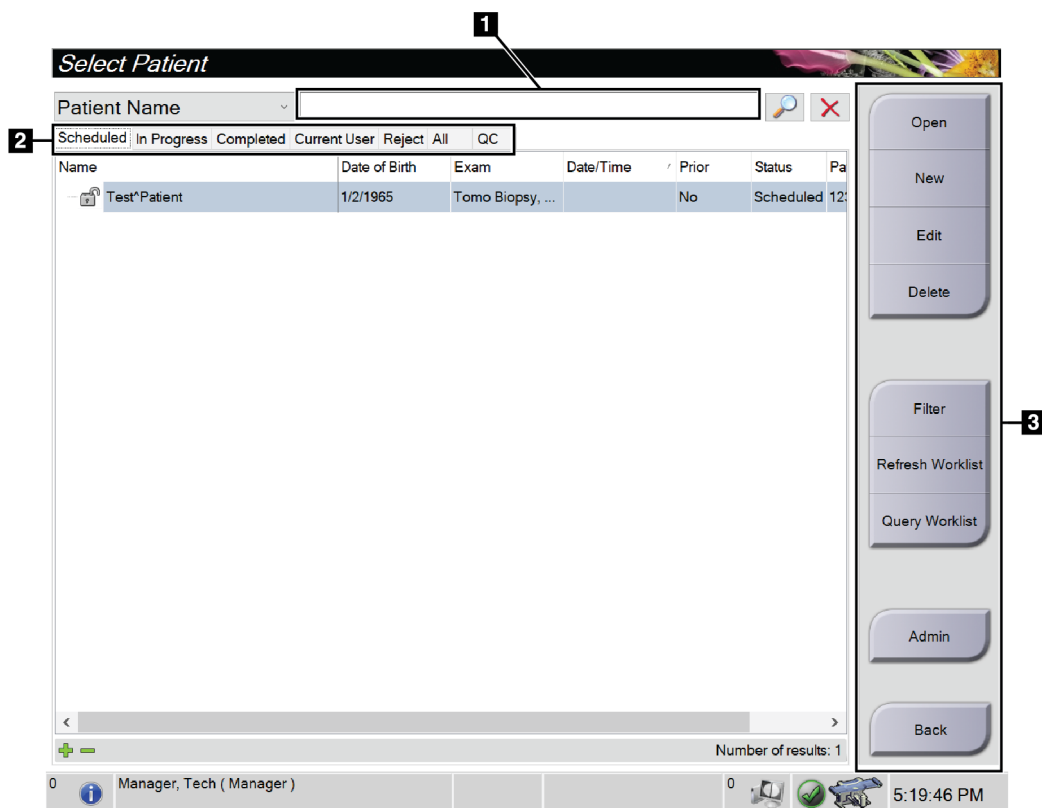 1
Select Patient
Patient Name
2
Scheduled In Progress Completed Current User Reject All QC
Name Date of Birth Exam Date/Time Prior Status Pa
Test^Patient 1/2/1965 Tomo Biopsy, ... No Scheduled 123
Open
New
Edit
Delete
Filter
3
Refresh Worklist
Query Worklist
Admin
Back
Number of results: 1
0 Manager, Tech ( Manager ) 0 5:19:46 PM